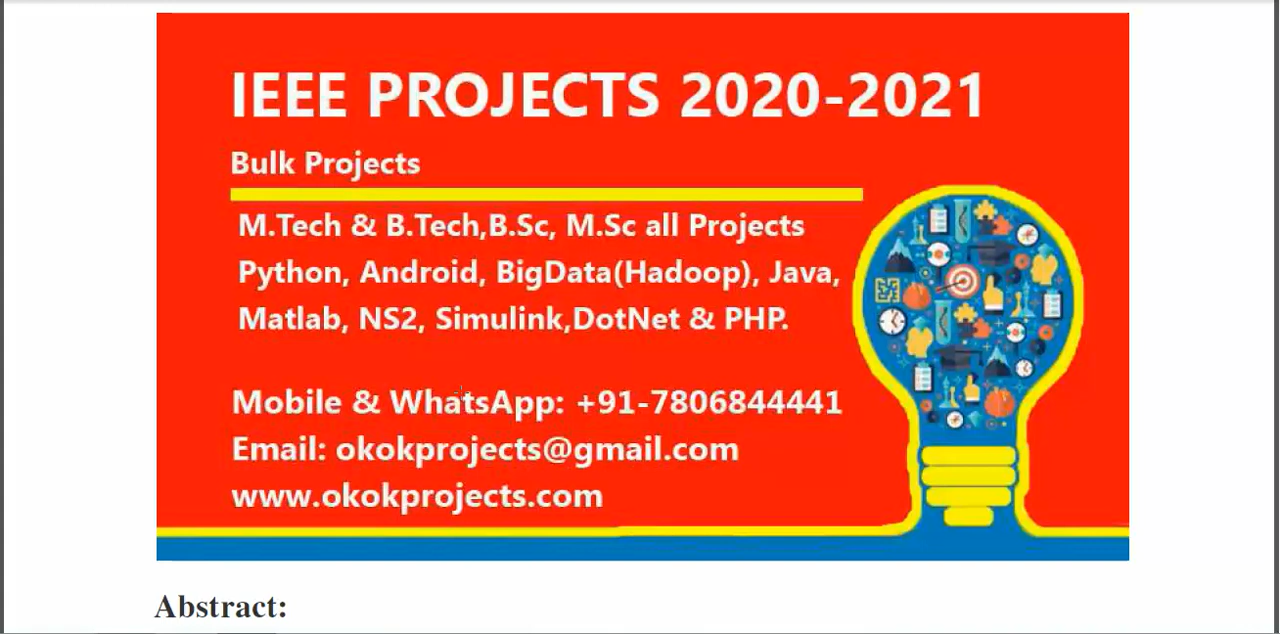 IEEE PROJECTS 2020-2021
Bulk Projects
M.Tech & B.Tech,B.Sc, M.Sc all Projects
Python, Android, BigData(Hadoop), Java,
Matlab, NS2, Simulink,DotNet & PHP.
Mobile & WhatsApp: +91-7806844441
Email: okokprojects@gmail.com
www.okokprojects.com
Abstract: